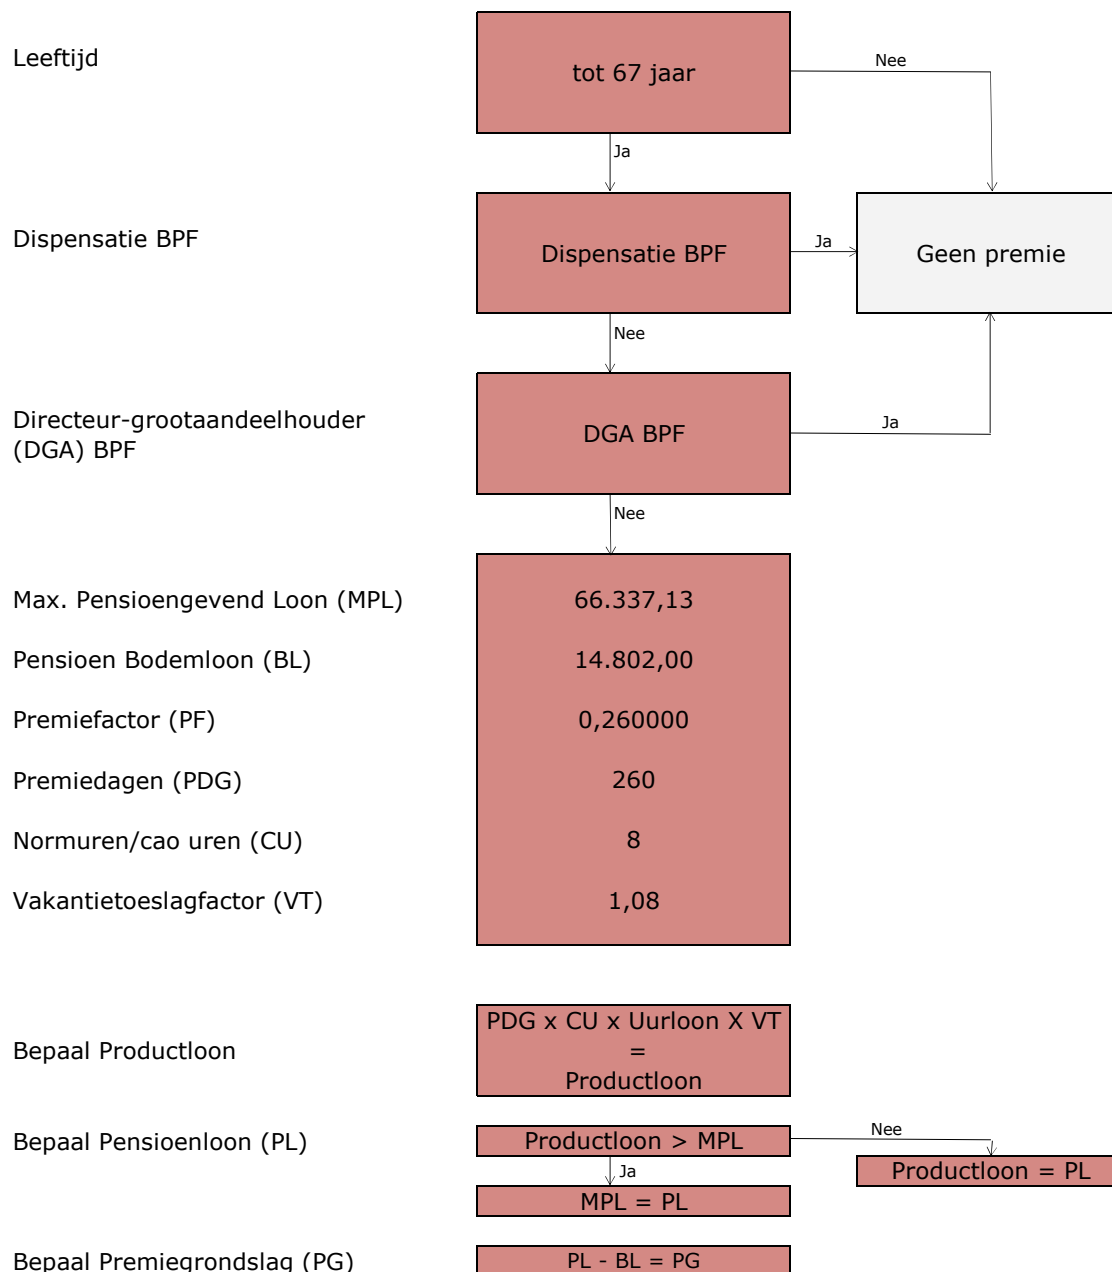 Leeftijd
tot 67 jaar
Nee
Ja
Dispensatie BPF
Dispensatie BPF
Ja
Geen premie
Nee
Directeur-grootaandeelhouder
(DGA) BPF
DGA BPF
Ja
Nee
Max. Pensioengevend Loon (MPL)
66.337,13
Pensioen Bodemloon (BL)
14.802,00
Premiefactor (PF)
0,260000
Premiedagen (PDG)
260
Normuren/cao uren (CU)
8
Vakantietoeslagfactor (VT)
1,08
Bepaal Productloon
PDG x CU x Uurloon X VT
=
Productloon
Bepaal Pensioenloon (PL)
Productloon > MPL
Nee
Productloon = PL
Ja
MPL = PL
Bepaal Premiegrondslag (PG)
PL - BL = PG